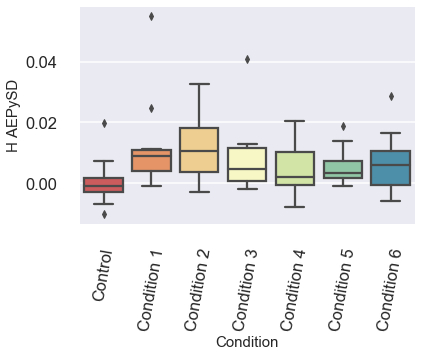 H AEPySD
0.04
0.02
0.00
Control
Condition 1
Condition 2
Condition 3
Condition 4
Condition 5
Condition 6
Condition